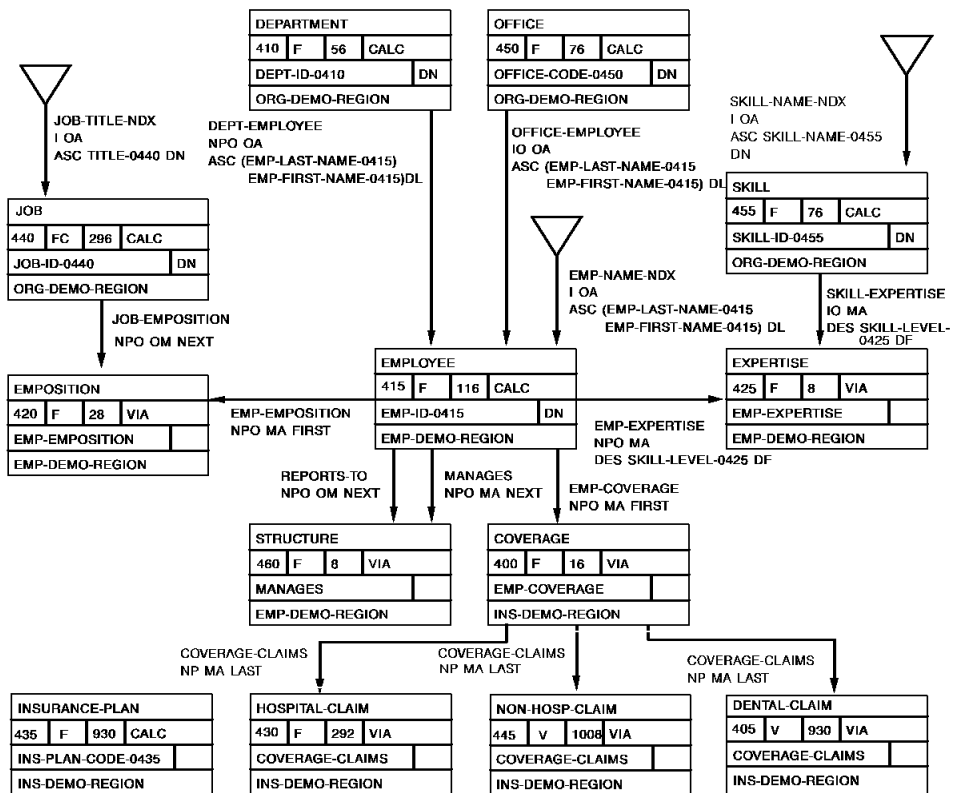 DEPARTMENT
410 F 56 CALC
DEPT-ID-0410 DN
ORG-DEMO-REGION
OFFICE
450 F 76 CALC
OFFICE-CODE-0450 DN
ORG-DEMO-REGION
JOB-TITLE-NDX
I OA
ASC TITLE-0440 DN
DEPT-EMPLOYEE
NPO OA
ASC (EMP-LAST-NAME-0415)
EMP-FIRST-NAME-0415)DL
OFFICE-EMPLOYEE
IO OA
ASC (EMP-LAST-NAME-0415
EMP-FIRST-NAME-0415) DL
SKILL-NAME-NDX
I OA
ASC SKILL-NAME-0455
DN
JOB
440 FC 296 CALC
JOB-ID-0440 DN
ORG-DEMO-REGION
SKILL
455 F 76 CALC
SKILL-ID-0455 DN
ORG-DEMO-REGION
EMP-NAME-NDX
I OA
ASC (EMP-LAST-NAME-0415
EMP-FIRST-NAME-0415) DL
JOB-EMPOSITION
NPO OM NEXT
SKILL-EXPERTISE
IO MA
DES SKILL-LEVEL-
0425 DF
EMPOSITION
420 F 28 VIA
EMP-EMPOSITION
EMP-DEMO-REGION
EMP-EMPOSITION
NPO MA FIRST
EMPLOYEE
415 F 116 CALC
EMP-ID-0415 DN
EMP-DEMO-REGION
EMP-EXPERTISE
NPO MA
DES SKILL-LEVEL-0425 DF
EXPERTISE
425 F 8 VIA
EMP-EXPERTISE
EMP-DEMO-REGION
REPORTS-TO
NPO OM NEXT
MANAGES
NPO MA NEXT
EMP-COVERAGE
NPO MA FIRST
STRUCTURE
460 F 8 VIA
MANAGES
EMP-DEMO-REGION
COVERAGE
400 F 16 VIA
EMP-COVERAGE
INS-DEMO-REGION
COVERAGE-CLAIMS
NP MA LAST
COVERAGE-CLAIMS
NP MA LAST
COVERAGE-CLAIMS
NP MA LAST
INSURANCE-PLAN
435 F 930 CALC
INS-PLAN-CODE-0435
INS-DEMO-REGION
HOSPITAL-CLAIM
430 F 292 VIA
COVERAGE-CLAIMS
INS-DEMO-REGION
NON-HOSP-CLAIM
445 V 1008 VIA
COVERAGE-CLAIMS
INS-DEMO-REGION
DENTAL-CLAIM
405 V 930 VIA
COVERAGE-CLAIMS
INS-DEMO-REGION